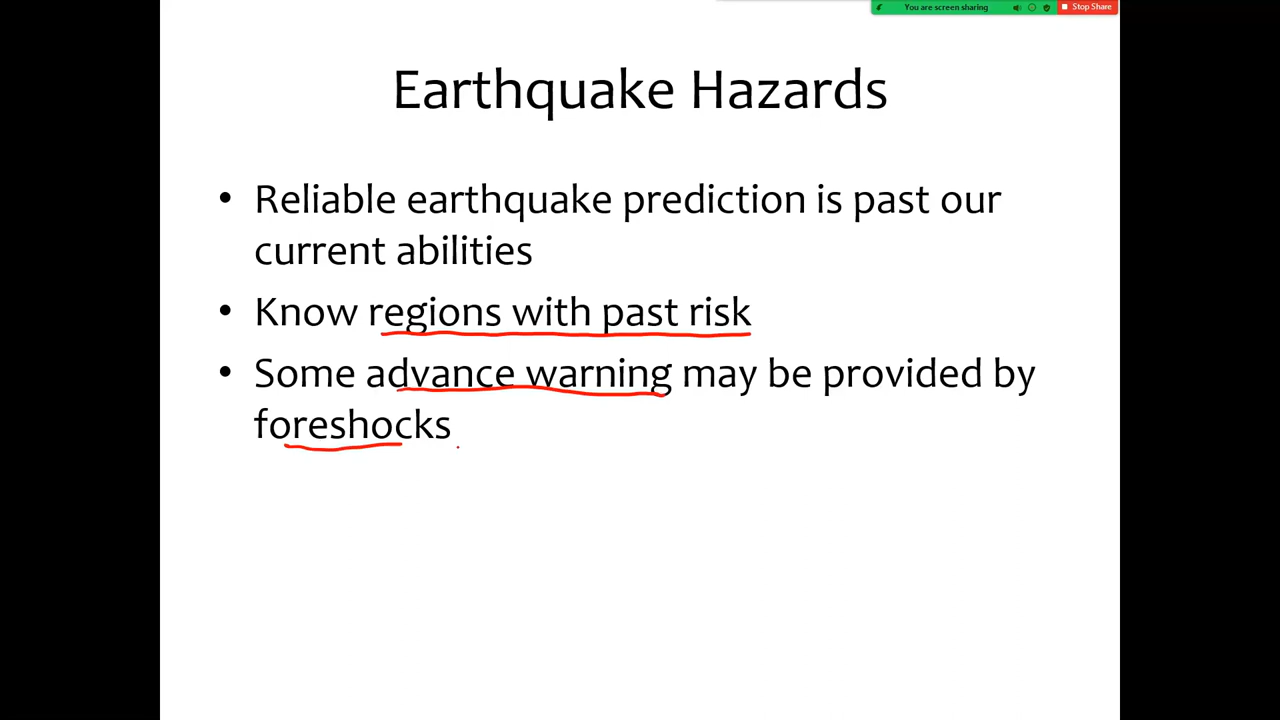 You are screen sharing
Stop Share
Earthquake Hazards
• Reliable earthquake prediction is past our
current abilities
• Know regions with past risk
• Some advance warning may be provided by
foreshocks